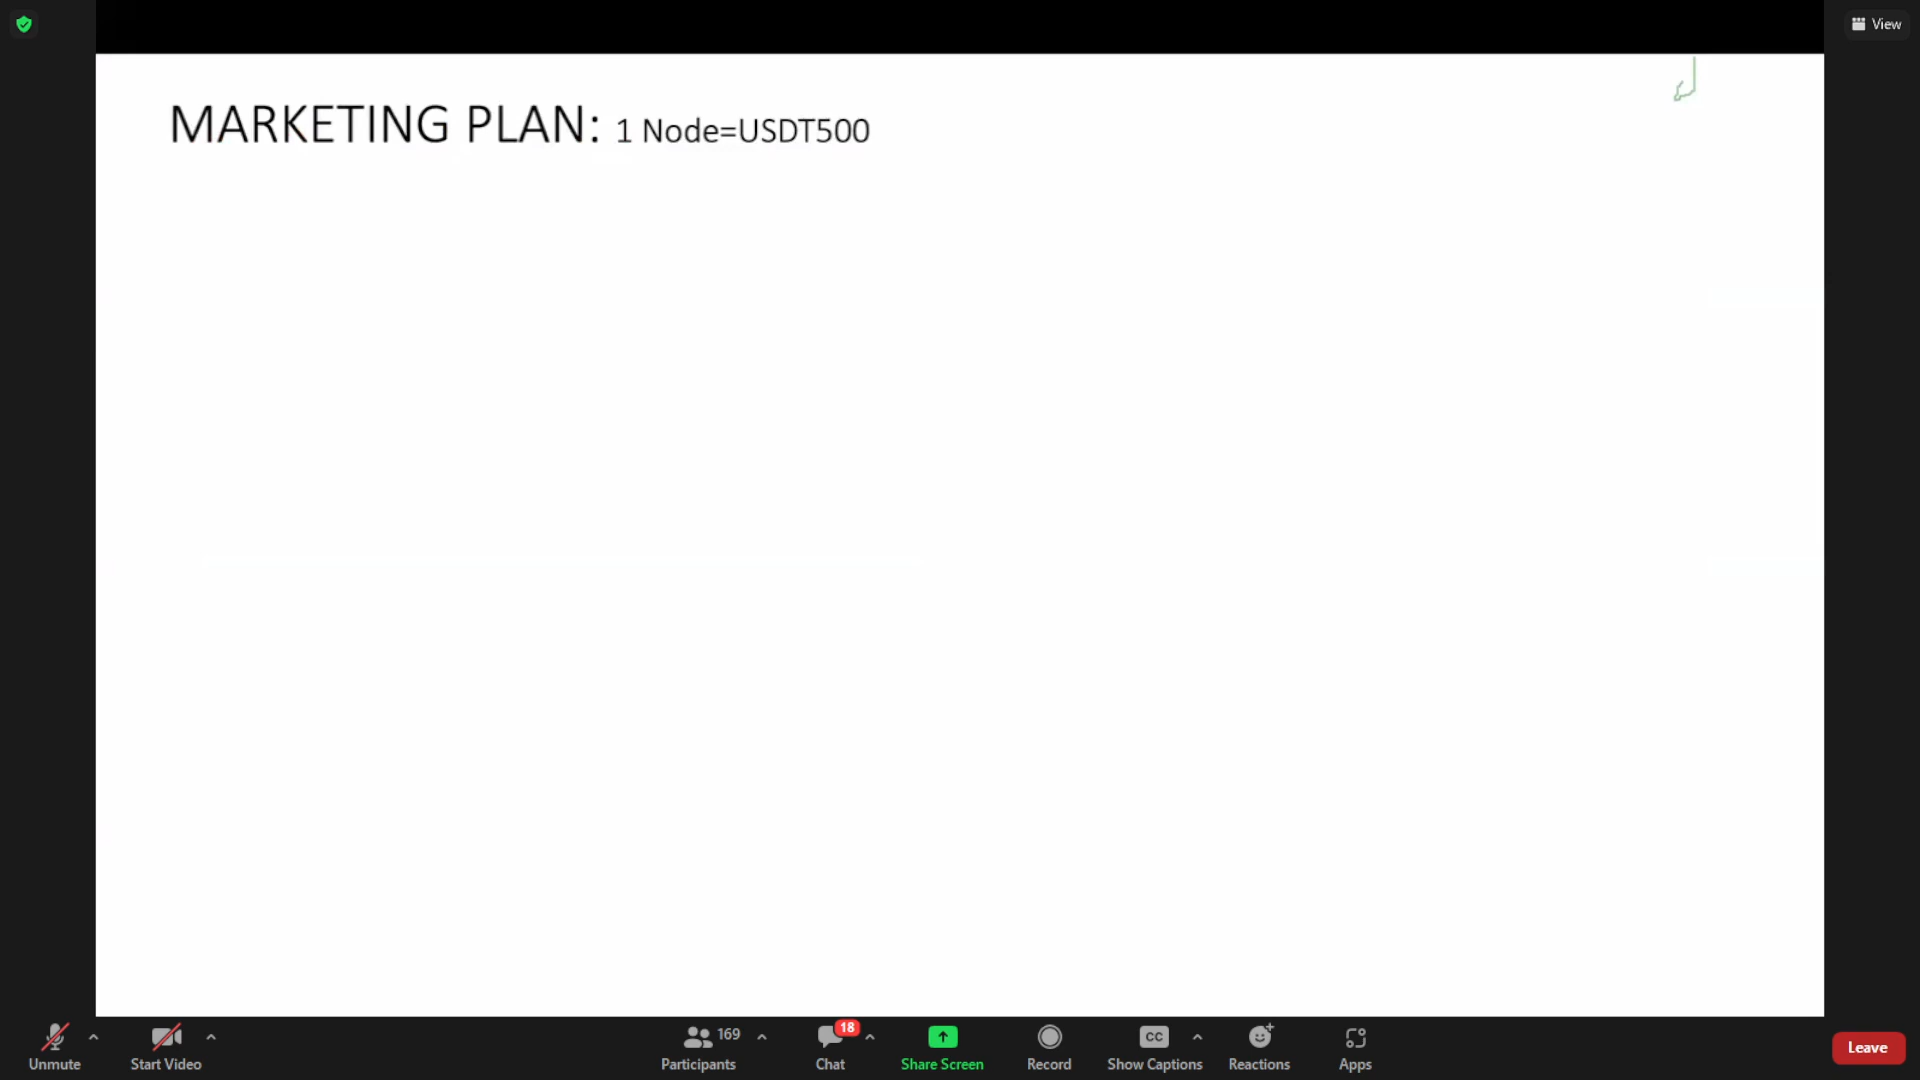 View
MARKETING PLAN: 1 Node=USDT500
Unmute
Start Video
169
Participants
18
Chat
Share Screen
Record
CC
Show Captions
Reactions
Apps
Leave